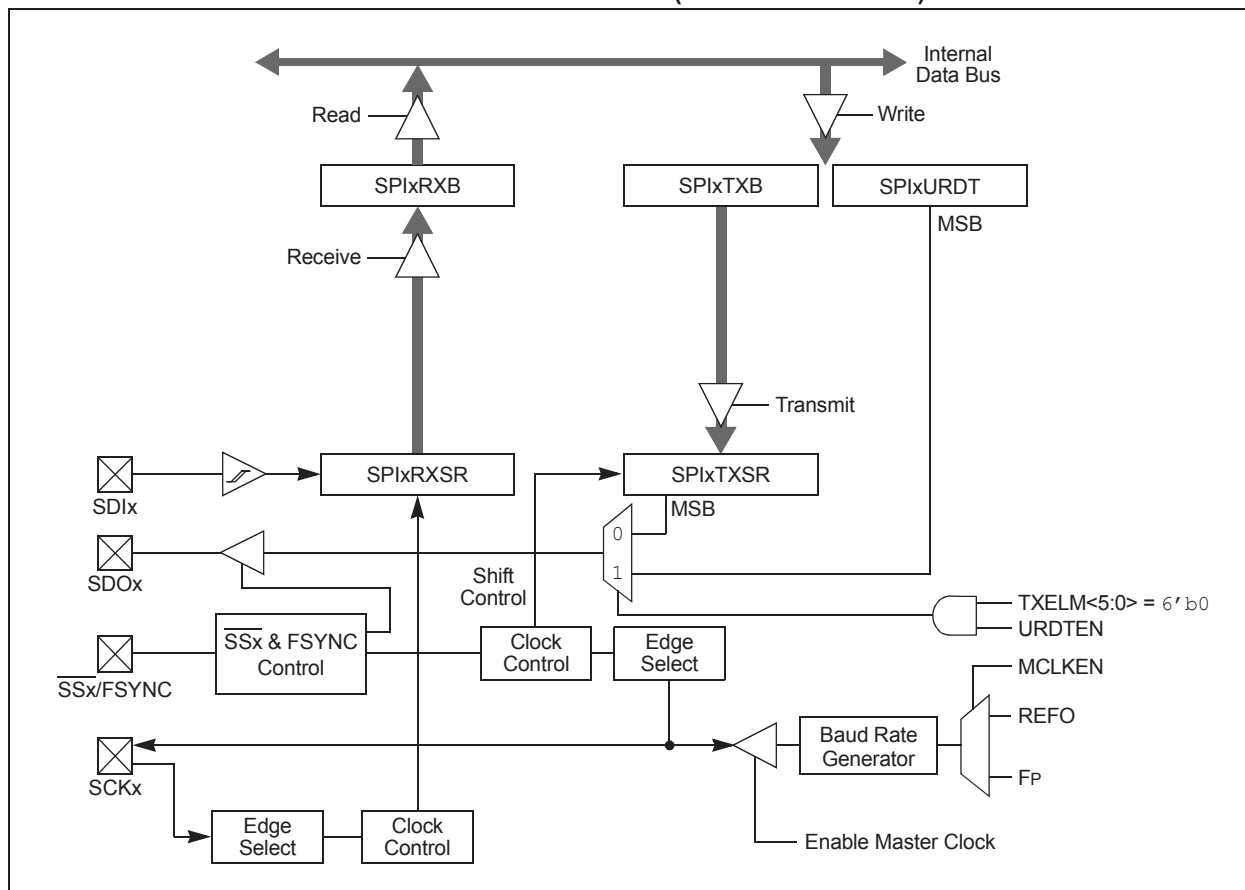 Internal
Data Bus
Read
Write
SPIxRXB
SPIxTXB
SPIxURDT
MSB
Receive
Transmit
SPIxRXSR
SPIxTXSR
SDIx
MSB
0
SDOx
1
Shift
Control
TXELM<5:0> = 6'b0
URDTEN
SSx & FSYNC
Control
Clock
Control
Edge
Select
SSx/FSYNC
MCLKEN
REFO
Baud Rate
Generator
FP
SCKx
Edge
Select
Clock
Control
Enable Master Clock